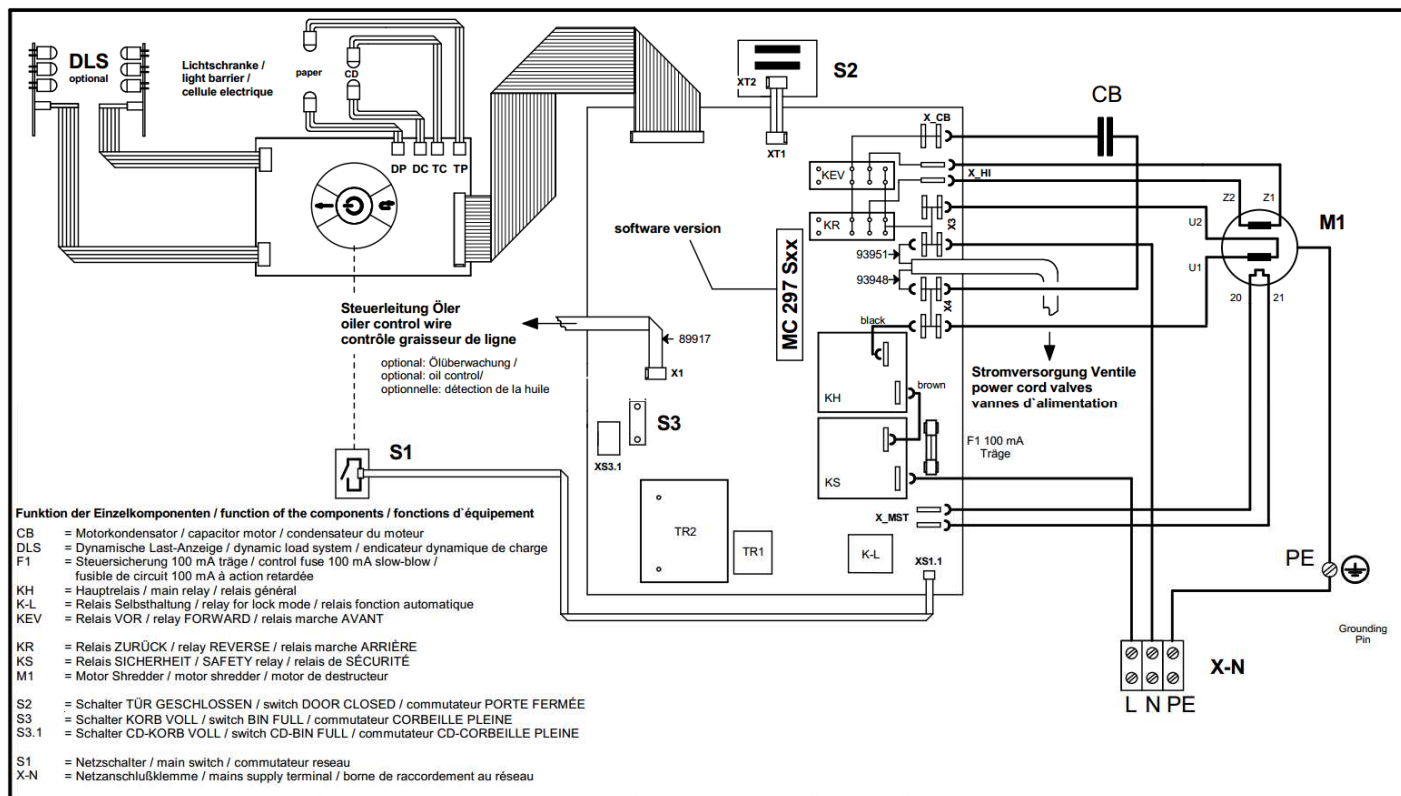 DLS
optional
Lichtschranke /
light barrier /
cellule electrique
paper
CD
DP DC TC TP
XT2
S2
XT1
X_CB
CB
KEV
X_HI
KR
X3
Z2
Z1
U2
M1
U1
20
21
software version
MC 297 Sxx
93951
93948
X4
Steuerleitung Öler
oiler control wire
contrôle graisseur de ligne
optional: Ölüberwachung /
optional: oil control/
optionnelle: détection de la huile
89917
X1
black
KH
brown
Stromversorgung Ventile
power cord valves
vannes d`alimentation
S3
XS3.1
F1 100 mA
Träge
KS
S1
X_MST
TR2
TR1
K-L
XS1.1
PE
Grounding
Pin
X-N
L N PE
Funktion der Einzelkomponenten / function of the components / fonctions d`équipement
CB = Motorkondensator / capacitor motor / condensateur du moteur
DLS = Dynamische Last-Anzeige / dynamic load system / endicateur dynamique de charge
F1 = Steuersicherung 100 mA träge / control fuse 100 mA slow-blow /
fusible de circuit 100 mA à action retardée
KH = Hauptrelais / main relay / relais général
K-L = Relais Selbsthaltung / relay for lock mode / relais fonction automatique
KEV = Relais VOR / relay FORWARD / relais marche AVANT
KR = Relais ZURÜCK / relay REVERSE / relais marche ARRIÈRE
KS = Relais SICHERHEIT / SAFETY relay / relais de SÉCURITÉ
M1 = Motor Shredder / motor shredder / motor de destructeur
S2 = Schalter TÜR GESCHLOSSEN / switch DOOR CLOSED / commutateur PORTE FERMÉE
S3 = Schalter KORB VOLL / switch BIN FULL / commutateur CORBEILLE PLEINE
S3.1 = Schalter CD-KORB VOLL / switch CD-BIN FULL / commutateur CD-CORBEILLE PLEINE
S1 = Netzschalter / main switch / commutateur reseau
X-N = Netzanschlußklemme / mains supply terminal / borne de raccordement au réseau